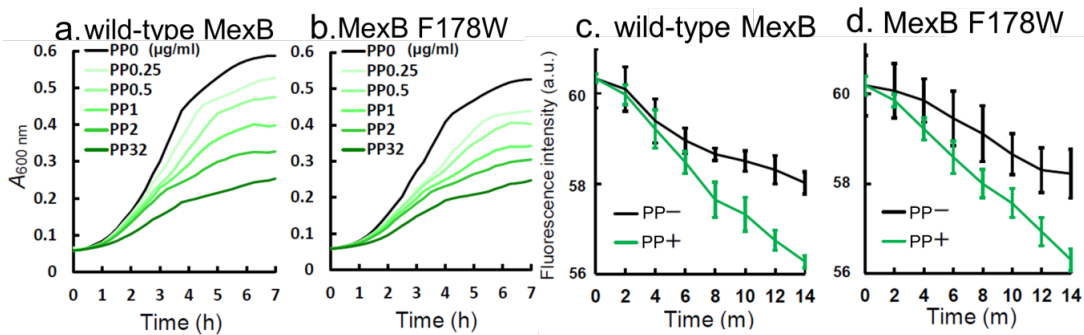 a. wild-type MexB
PP0 (µg/ml)
PP0.25
PP0.5
PP1
PP2
PP32
0.6
0.5
0.4
0.3
0.2
0.1
0
A600 nm
0 1 2 3 4 5 6 7
Time (h)
b. MexB F178W
PP0 (µg/ml)
PP0.25
PP0.5
PP1
PP2
PP32
0.6
0.5
0.4
0.3
0.2
0.1
0
0 1 2 3 4 5 6 7
Time (h)
c. wild-type MexB
Fluorescence intensity (a.u.)
60
58
56
PP−
PP+
0 2 4 6 8 10 12 14
Time (m)
d. MexB F178W
60
58
56
PP−
PP+
0 2 4 6 8 10 12 14
Time (m)